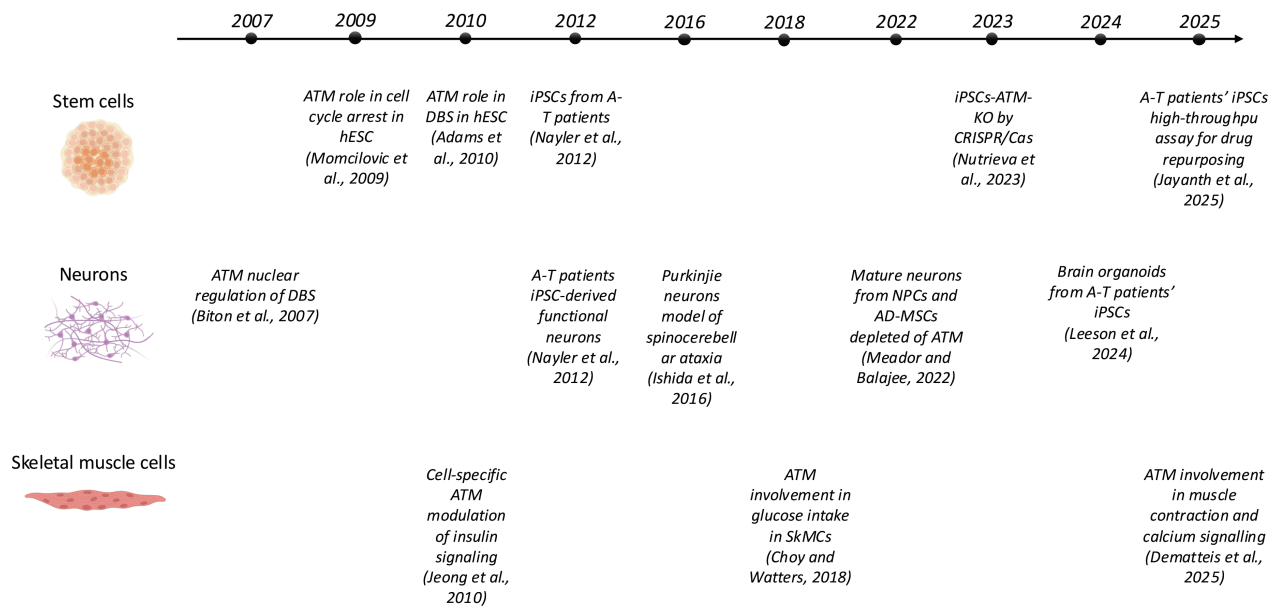 2007 2009 2010 2012 2016 2018 2022 2023 2024 2025
Stem cells
ATM role in cell
cycle arrest in
hESC
(Momcilovic et
al., 2009)
ATM role in
DBS in hESC
(Adams et
al., 2010)
iPSCs from A-
T patients
(Nayler et al.,
2012)
iPSCs-ATM-
KO by
CRISPR/Cas
(Nutrieva et
al., 2023)
A-T patients’ iPSCs
high-throughpu
assay for drug
repurposing
(Jayanth et al.,
2025)
Neurons
ATM nuclear
regulation of DBS
(Biton et al., 2007)
A-T patients
iPSC-derived
functional
neurons
(Nayler et al.,
2012)
Purkinjie
neurons
model of
spinocerebell
ar ataxia
(Ishida et al.,
2016)
Mature neurons
from NPCs and
AD-MSCs
depleted of ATM
(Meador and
Balajee, 2022)
Brain organoids
from A-T patients’
iPSCs
(Leeson et al.,
2024)
Skeletal muscle cells
Cell-specific
ATM
modulation
of insulin
signaling
(Jeong et al.,
2010)
ATM
involvement in
glucose intake
in SkMCs
(Choy and
Watters, 2018)
ATM involvement
in muscle
contraction and
calcium signalling
(Dematteis et al.,
2025)